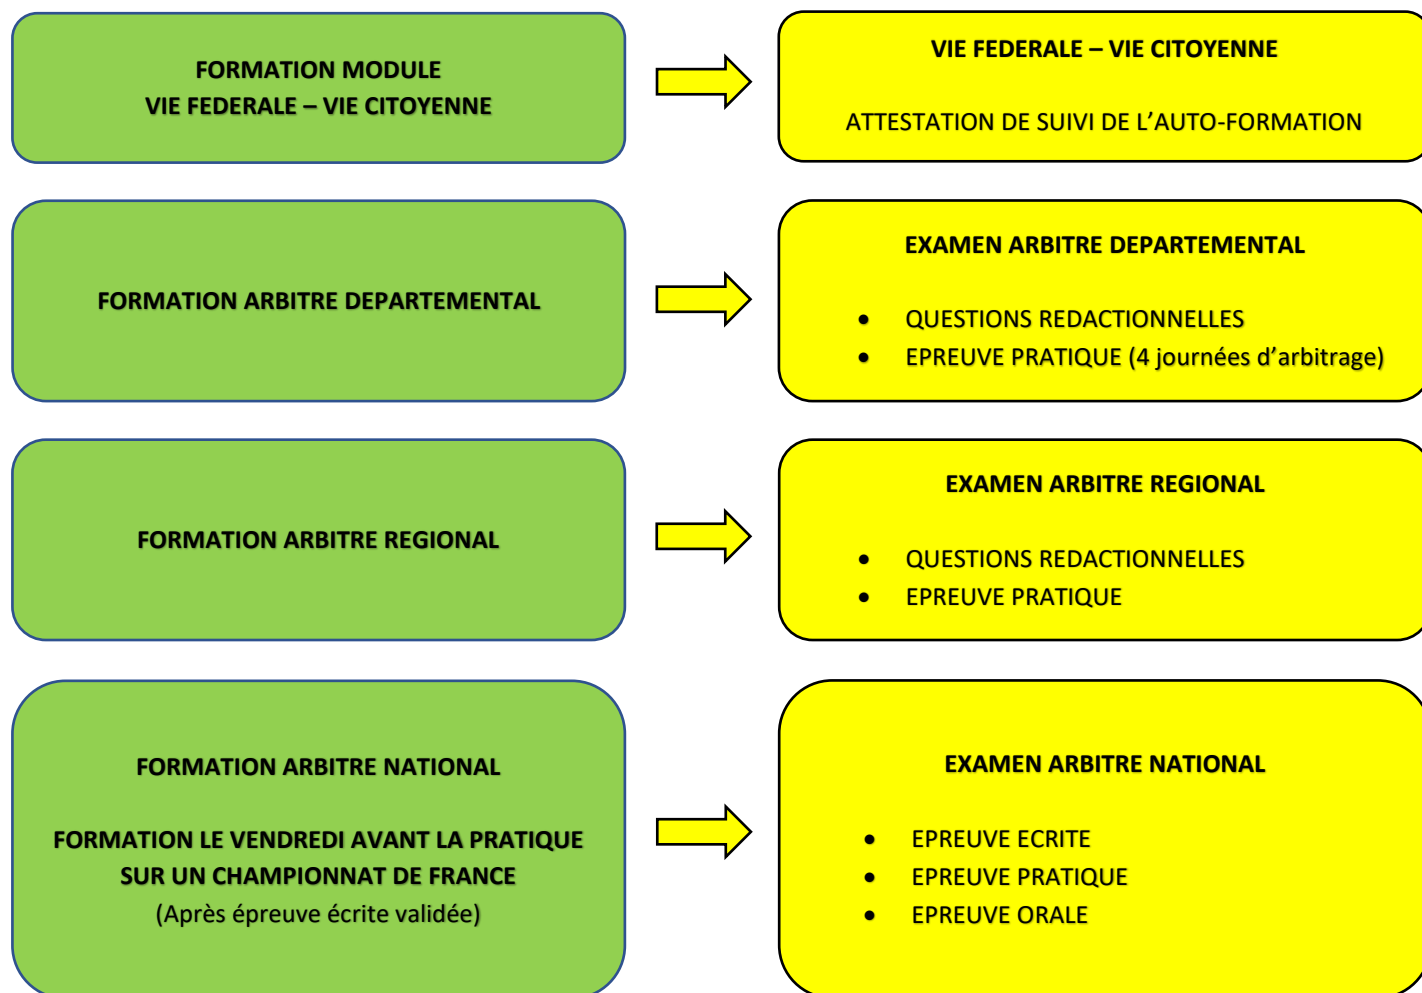 FORMATION MODULE
VIE FEDERALE – VIE CITOYENNE
VIE FEDERALE – VIE CITOYENNE
ATTESTATION DE SUIVI DE L'AUTO-FORMATION
FORMATION ARBITRE DEPARTEMENTAL
EXAMEN ARBITRE DEPARTEMENTAL
• QUESTIONS REDACTIONNELLES
• EPREUVE PRATIQUE (4 journées d'arbitrage)
FORMATION ARBITRE REGIONAL
EXAMEN ARBITRE REGIONAL
• QUESTIONS REDACTIONNELLES
• EPREUVE PRATIQUE
FORMATION ARBITRE NATIONAL
FORMATION LE VENDREDI AVANT LA PRATIQUE
SUR UN CHAMPIONNAT DE FRANCE
(Après épreuve écrite validée)
EXAMEN ARBITRE NATIONAL
• EPREUVE ECRITE
• EPREUVE PRATIQUE
• EPREUVE ORALE